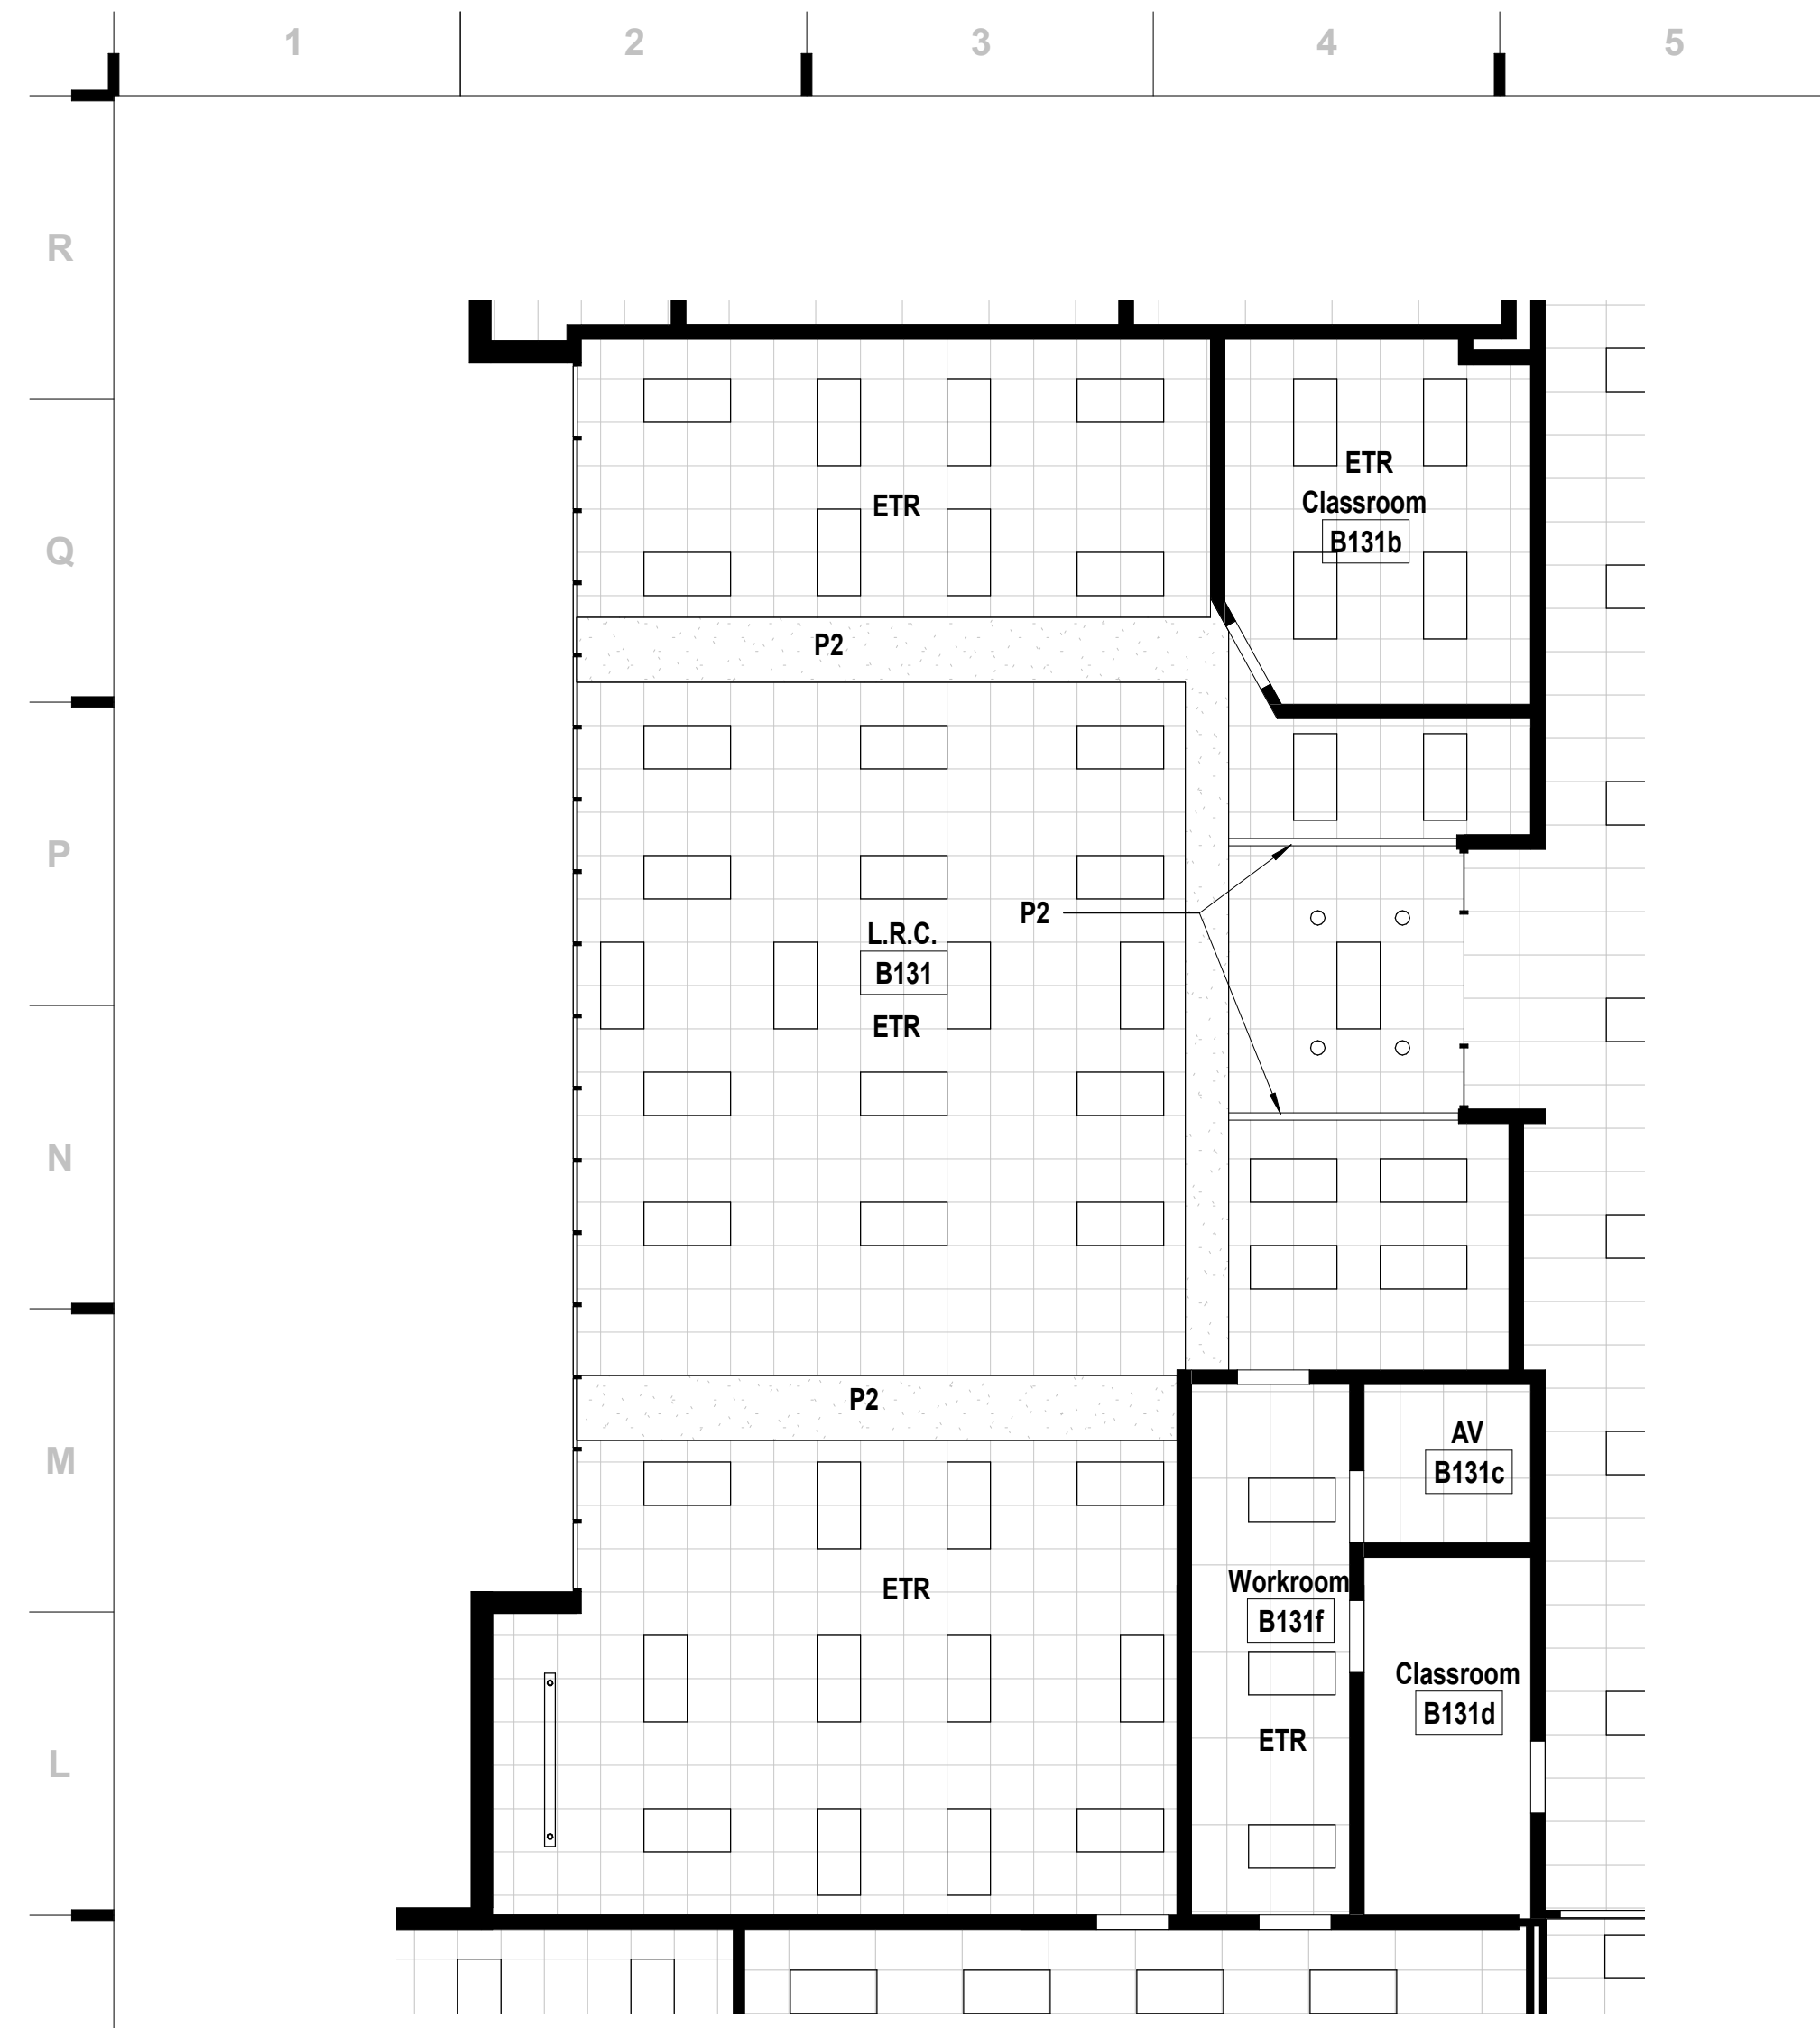 1 2 3 4 5
R
ETR
Classroom
B131b
ETR
Q
P2
P
P2
L.R.C.
B131
ETR
N
P2
M
AV
B131c
ETR
Workroom
B131f
Classroom
B131d
ETR
L